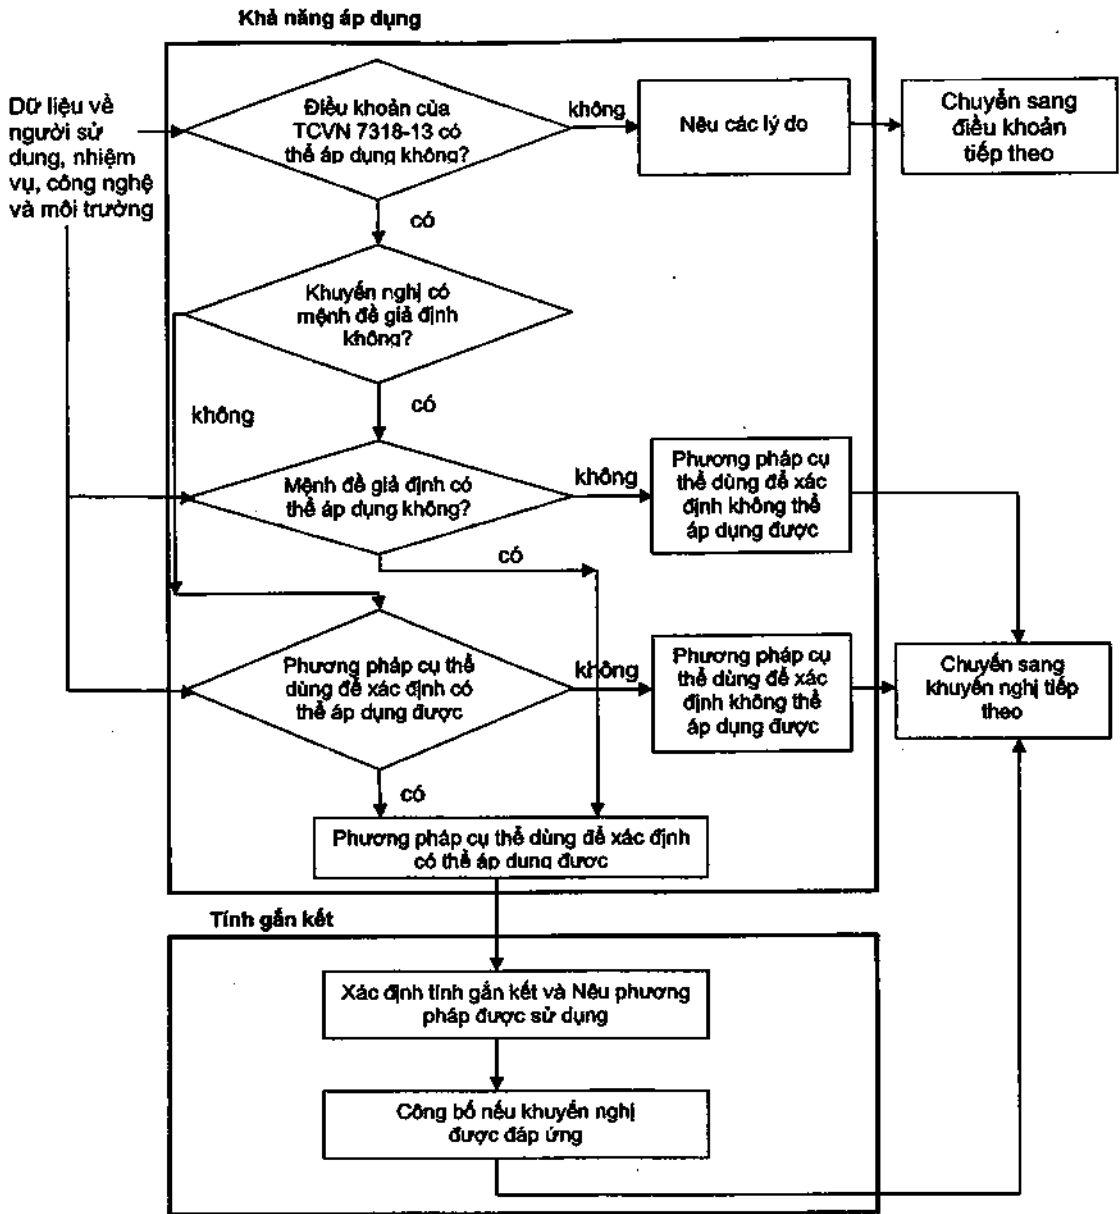 Khả năng áp dụng
Dữ liệu về
người sử
dung, nhiệm
vụ, công nghệ
và môi trường
Điều khoản của
TCVN 7318-13 có
thể áp dụng không?
không
Nêu các lý do
Chuyển sang
điều khoản
tiếp theo
có
Khuyến nghị có
mệnh đề giả định
không?
không
có
Mệnh đề giả định có
thể áp dụng không?
không
Phương pháp cụ
thể dùng để xác
định không thể
áp dụng được
có
Phương pháp cụ thể
dùng để xác định có
thể áp dụng được
không
Phương pháp cụ
thể dùng để xác
định không thể
áp dụng được
Chuyển sang
khuyến nghị tiếp
theo
có
Phương pháp cụ thể dùng để xác định
có thể áp dung được
Tính gắn kết
Xác định tính gắn kết và Nêu phương
pháp được sử dụng
Công bố nếu khuyến nghị
được đáp ứng